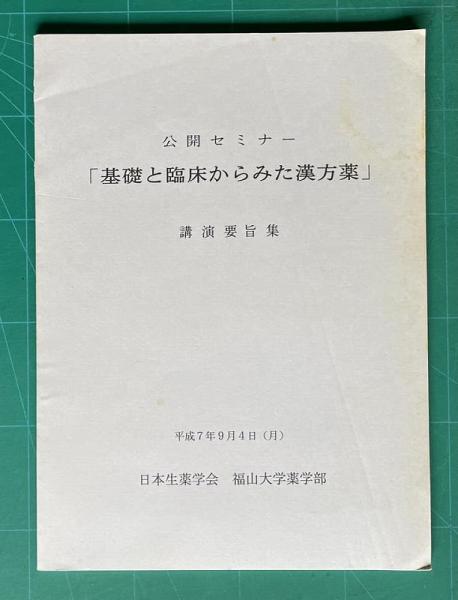 公開セミナー
「基礎と臨床からみた漢方薬」
講演要旨集
平成7年9月4日(月)
日本生薬学会 福山大学薬学部